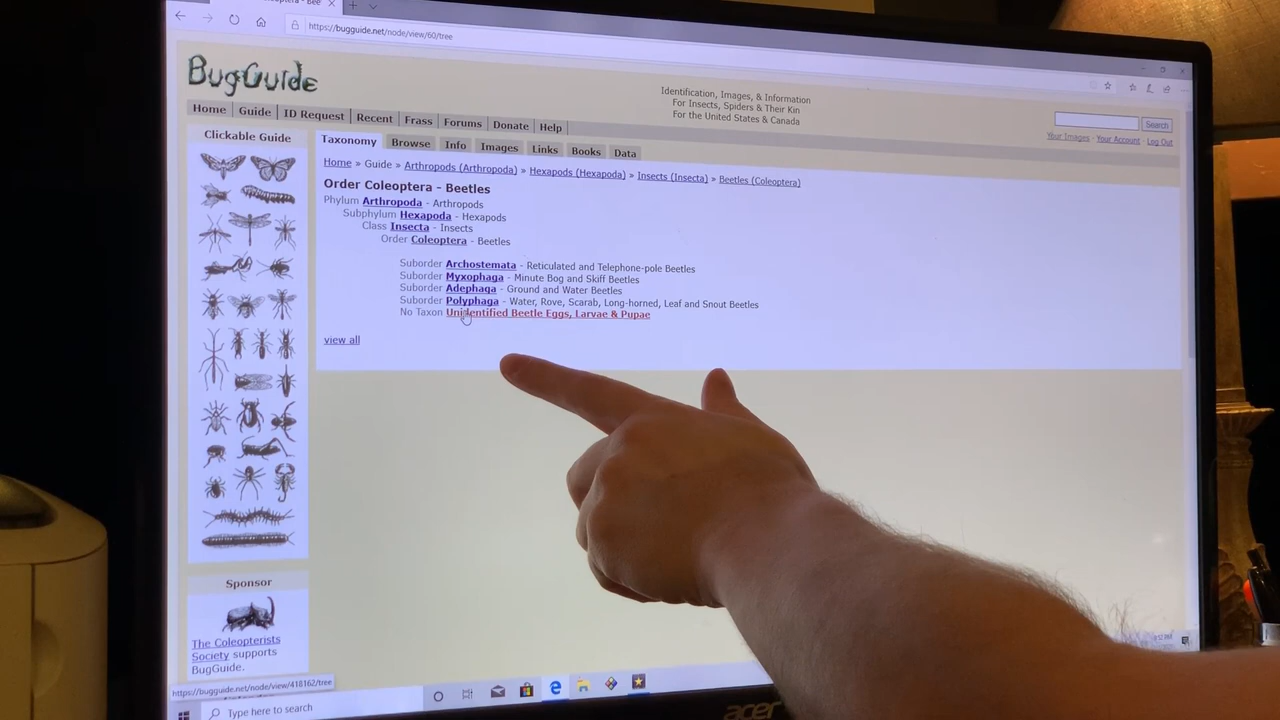 https://bugguide.net/node/view/60/tree
BugGuide
Identification, Images, & Information
For Insects, Spiders & Their Kin
For the United States & Canada
Search
Your Images · Your Account · Log Out
Home Guide ID Request Recent Frass Forums Donate Help
Clickable Guide
Taxonomy Browse Info Images Links Books Data
Home » Guide » Arthropods (Arthropoda) » Hexapods (Hexapoda) » Insects (Insecta) » Beetles (Coleoptera)
Order Coleoptera - Beetles
Phylum Arthropoda - Arthropods
Subphylum Hexapoda - Hexapods
Class Insecta - Insects
Order Coleoptera - Beetles
Suborder Archostemata - Reticulated and Telephone-pole Beetles
Suborder Myxophaga - Minute Bog and Skiff Beetles
Suborder Adephaga - Ground and Water Beetles
Suborder Polyphaga - Water, Rove, Scarab, Long-horned, Leaf and Snout Beetles
No Taxon Unidentified Beetle Eggs, Larvae & Pupae
view all
Sponsor
The Coleopterists
Society supports
BugGuide.
https://bugguide.net/node/view/418162/tree
Type here to search
acer